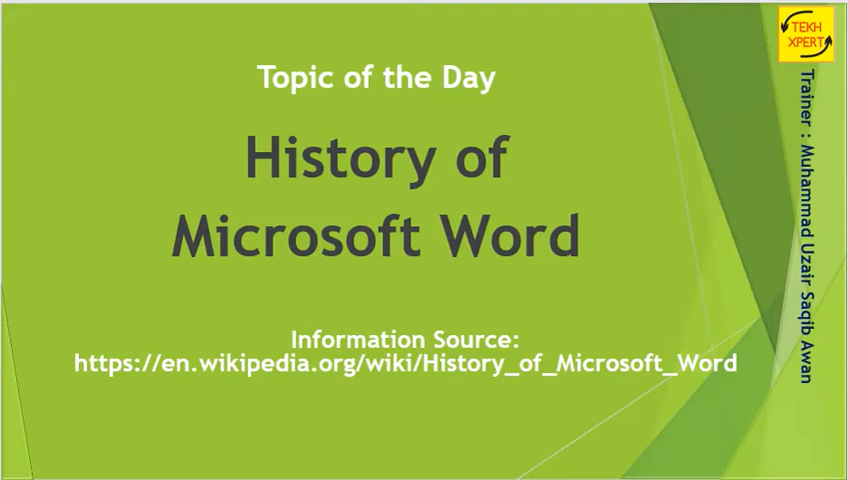 Topic of the Day
History of
Microsoft Word
Information Source:
https://en.wikipedia.org/wiki/History_of_Microsoft_Word
TEKH
XPERT
Trainer : Muhammad Uzair Saqib Awan